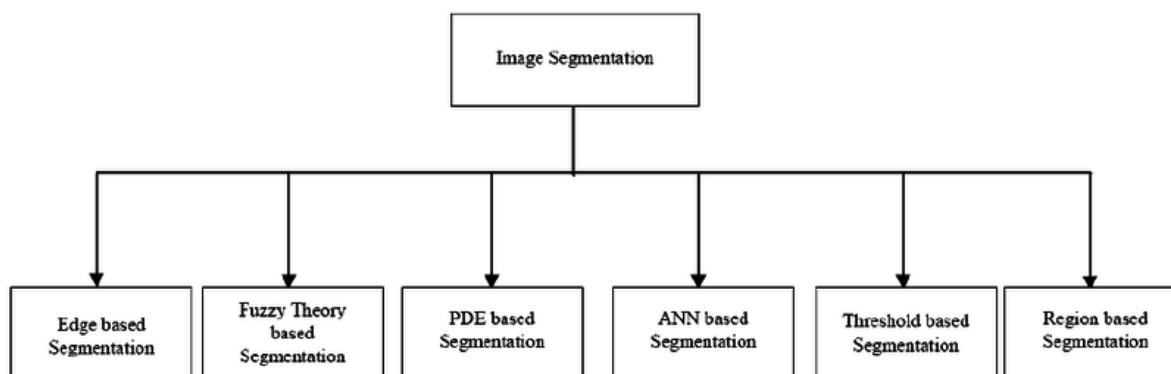 Image Segmentation
Edge based
Segmentation
Fuzzy Theory
based
Segmentation
PDE based
Segmentation
ANN based
Segmentation
Threshold based
Segmentation
Region based
Segmentation